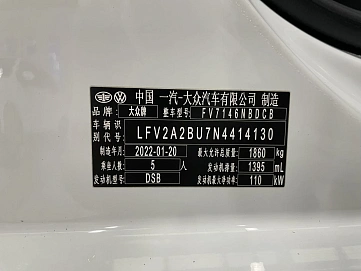 中国 一汽-大众汽车有限公司 制造
品牌 大众牌 整车型号 FV7146NBDCB
车辆识别代号 LFV2A2BU7N4414130
制造年月 2022-01-20 最大允许总质量 1860 kg
乘坐人数 5 人 发动机排量 1395 mL
发动机型号 DSB 发动机最大净功率 110 kW